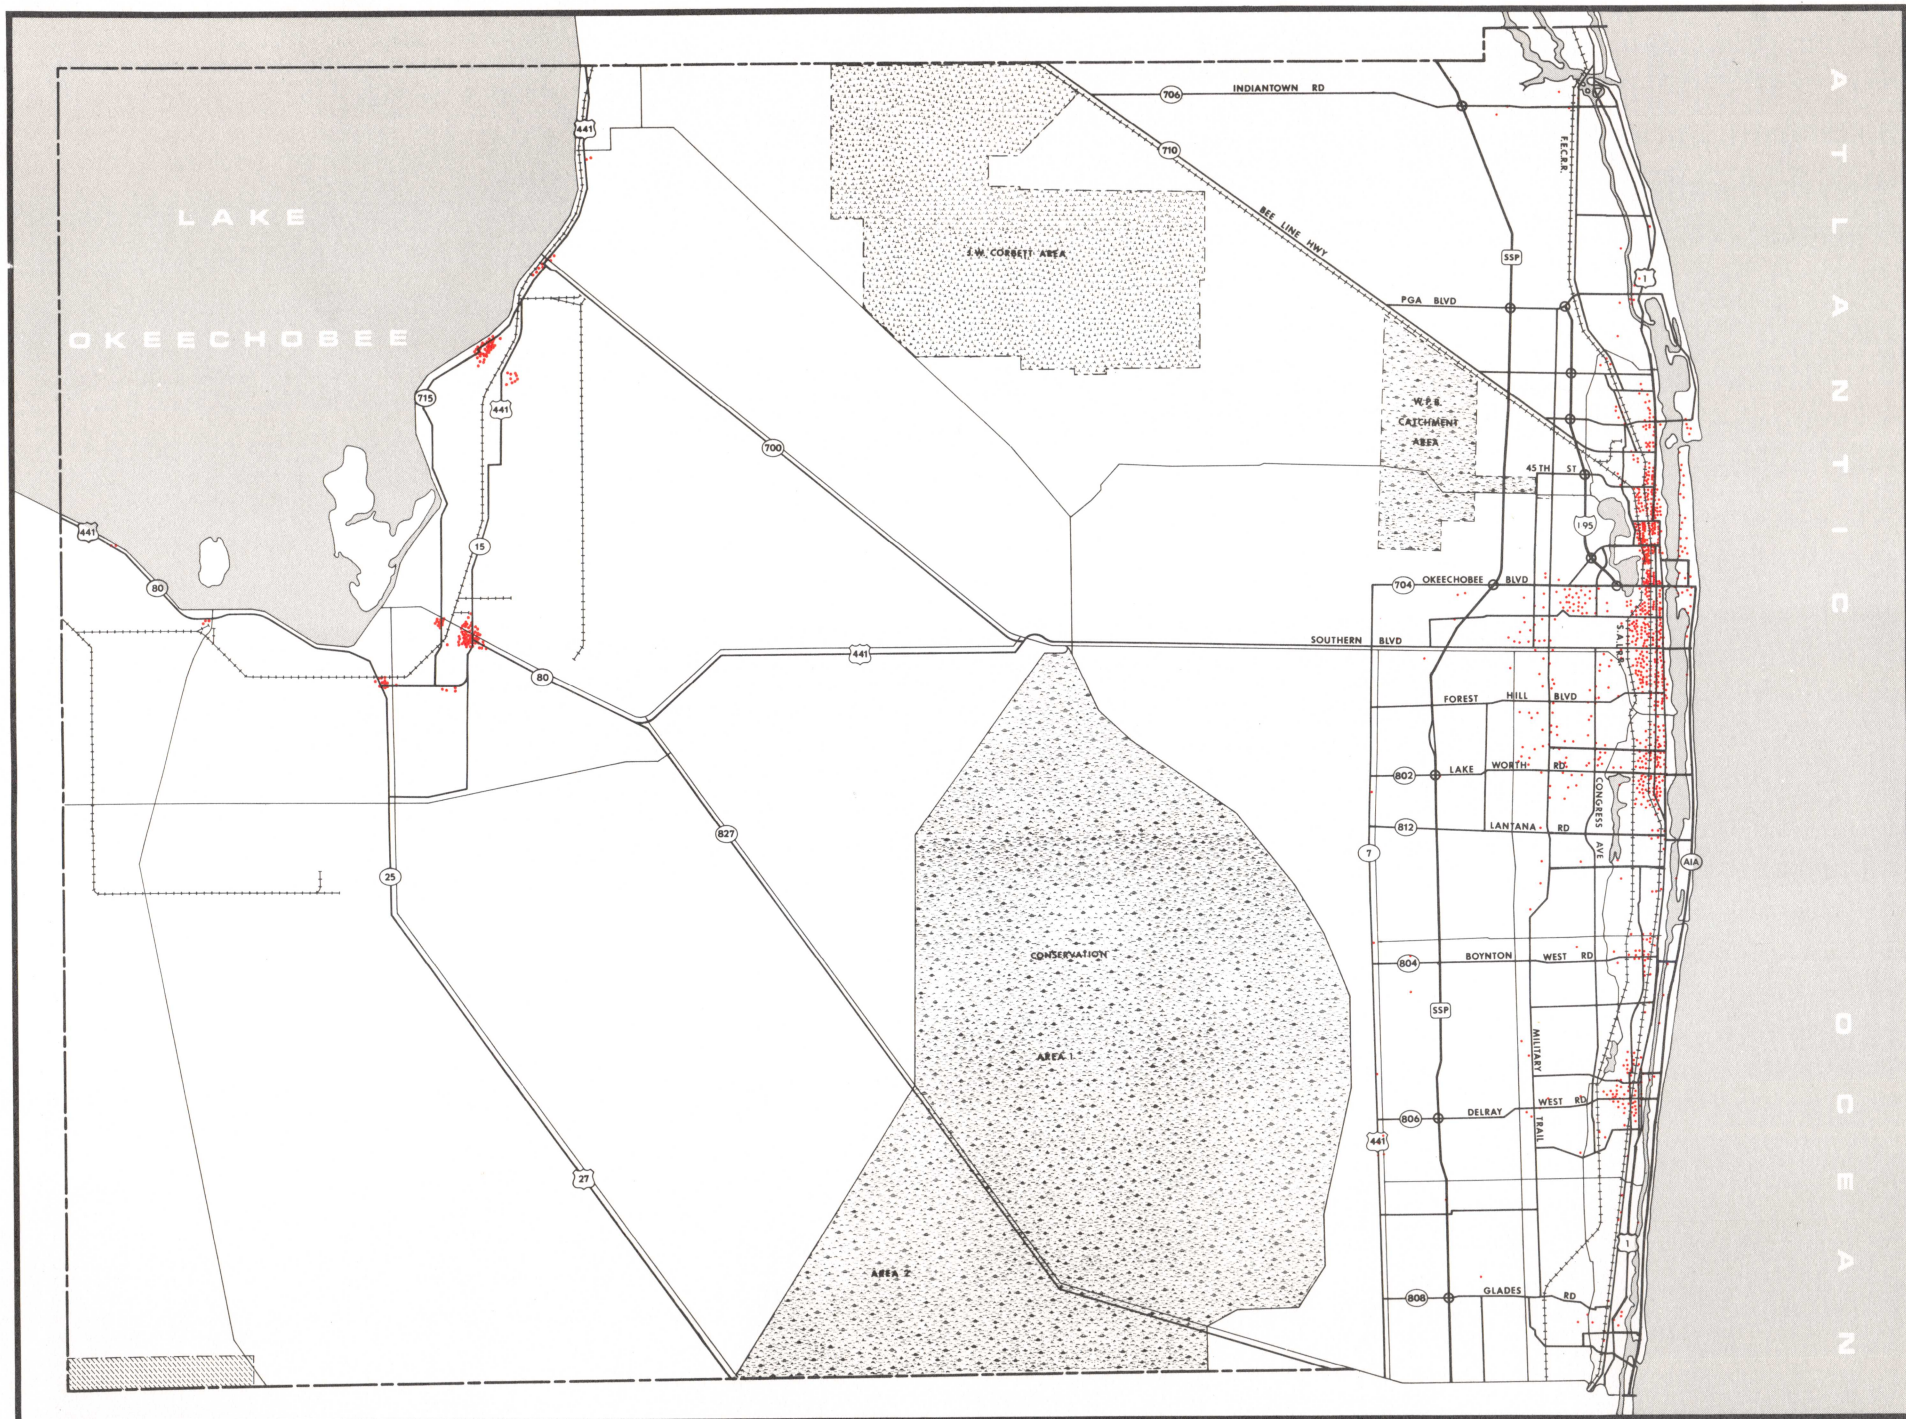 ATLANTIC
OCEAN
LAKE
OKEECHOBEE
441
706 INDIANTOWN RD
710
BEE LINE HWY
F.E.C.R.R.
SSP
1
J.W. CORBETT AREA
PGA BLVD
W.P.B.
CATCHMENT
AREA
715
441
700
45TH ST
I 95
441
80
15
704 OKEECHOBEE BLVD
S.A.L.R.R.
SOUTHERN BLVD
441
80
FOREST HILL BLVD
802 LAKE WORTH RD
CONGRESS AVE
812 LANTANA RD
827
7
A1A
25
CONSERVATION
804 BOYNTON WEST RD
SSP
AREA 1
MILITARY TRAIL
806 DELRAY WEST RD
441
27
1
AREA 2
808 GLADES RD